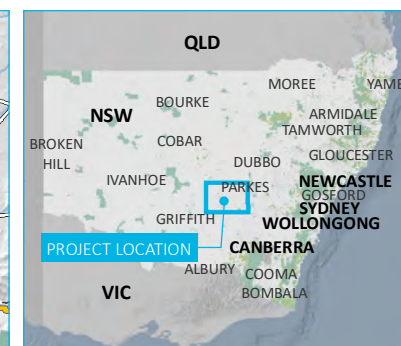 QLD
MOREE
YAMB
BOURKE
NSW
ARMIDALE
TAMWORTH
BROKEN
HILL
COBAR
GLOUCESTER
DUBBO
IVANHOE
PARKES
NEWCASTLE
GOSFORD
SYDNEY
GRIFFITH
WOLLONGONG
PROJECT LOCATION
CANBERRA
ALBURY
COOMA
VIC
BOMBALA